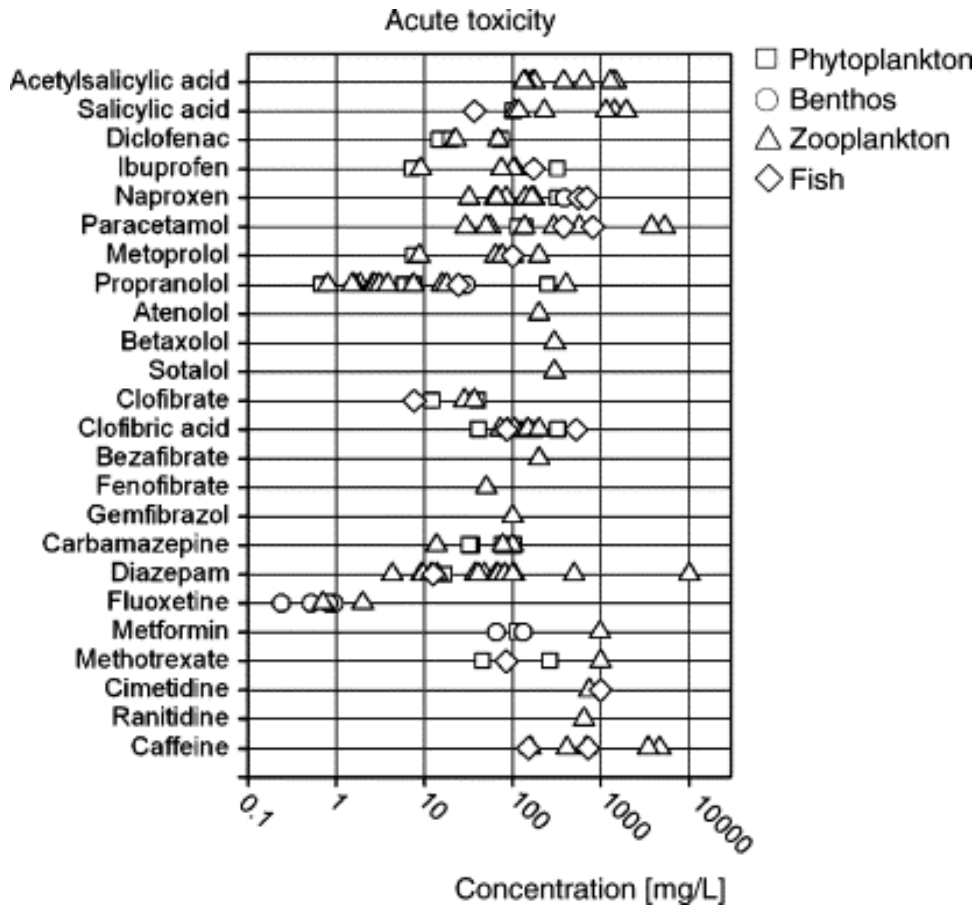 Acute toxicity
Phytoplankton
Benthos
Zooplankton
Fish
Acetylsalicylic acid
Salicylic acid
Diclofenac
Ibuprofen
Naproxen
Paracetamol
Metoprolol
Propranolol
Atenolol
Betaxolol
Sotalol
Clofibrate
Clofibric acid
Bezafibrate
Fenofibrate
Gemfibrazol
Carbamazepine
Diazepam
Fluoxetine
Metformin
Methotrexate
Cimetidine
Ranitidine
Caffeine
0.1 1 10 100 1000 10000
Concentration [mg/L]